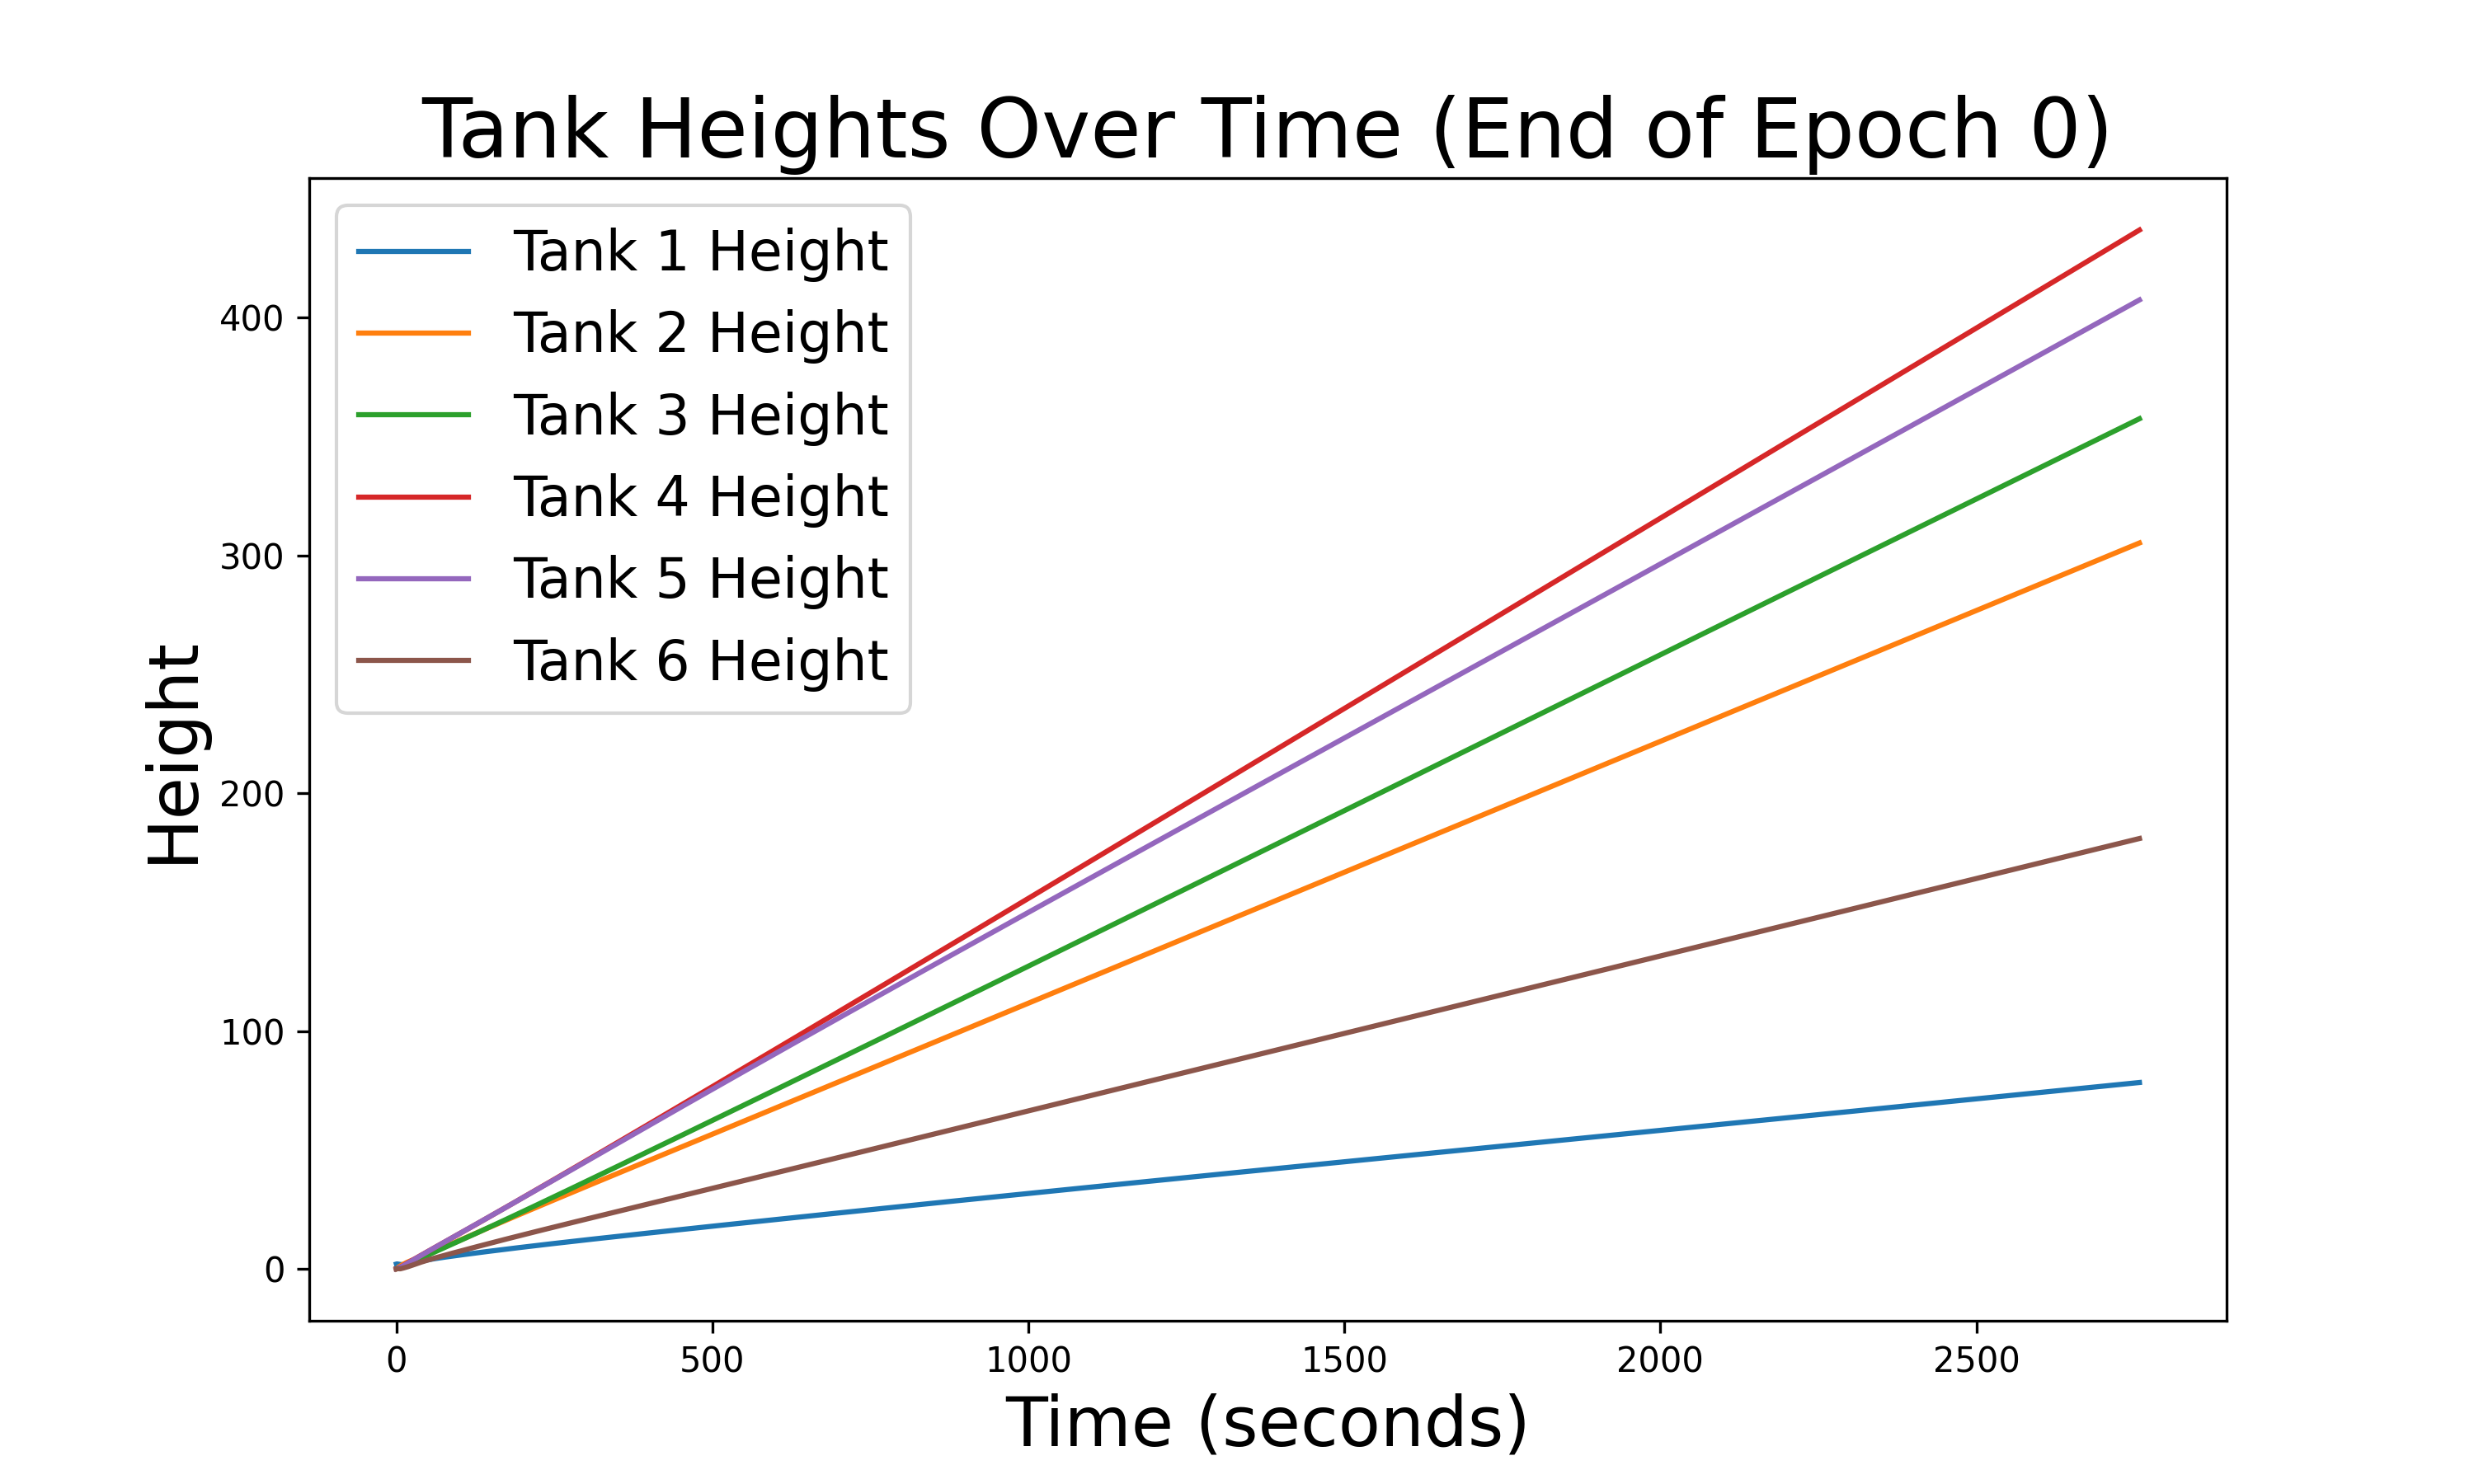 Tank Heights Over Time (End of Epoch 0)
Tank 1 Height
Tank 2 Height
Tank 3 Height
Tank 4 Height
Tank 5 Height
Tank 6 Height
Height
400
300
200
100
0
0 500 1000 1500 2000 2500
Time (seconds)